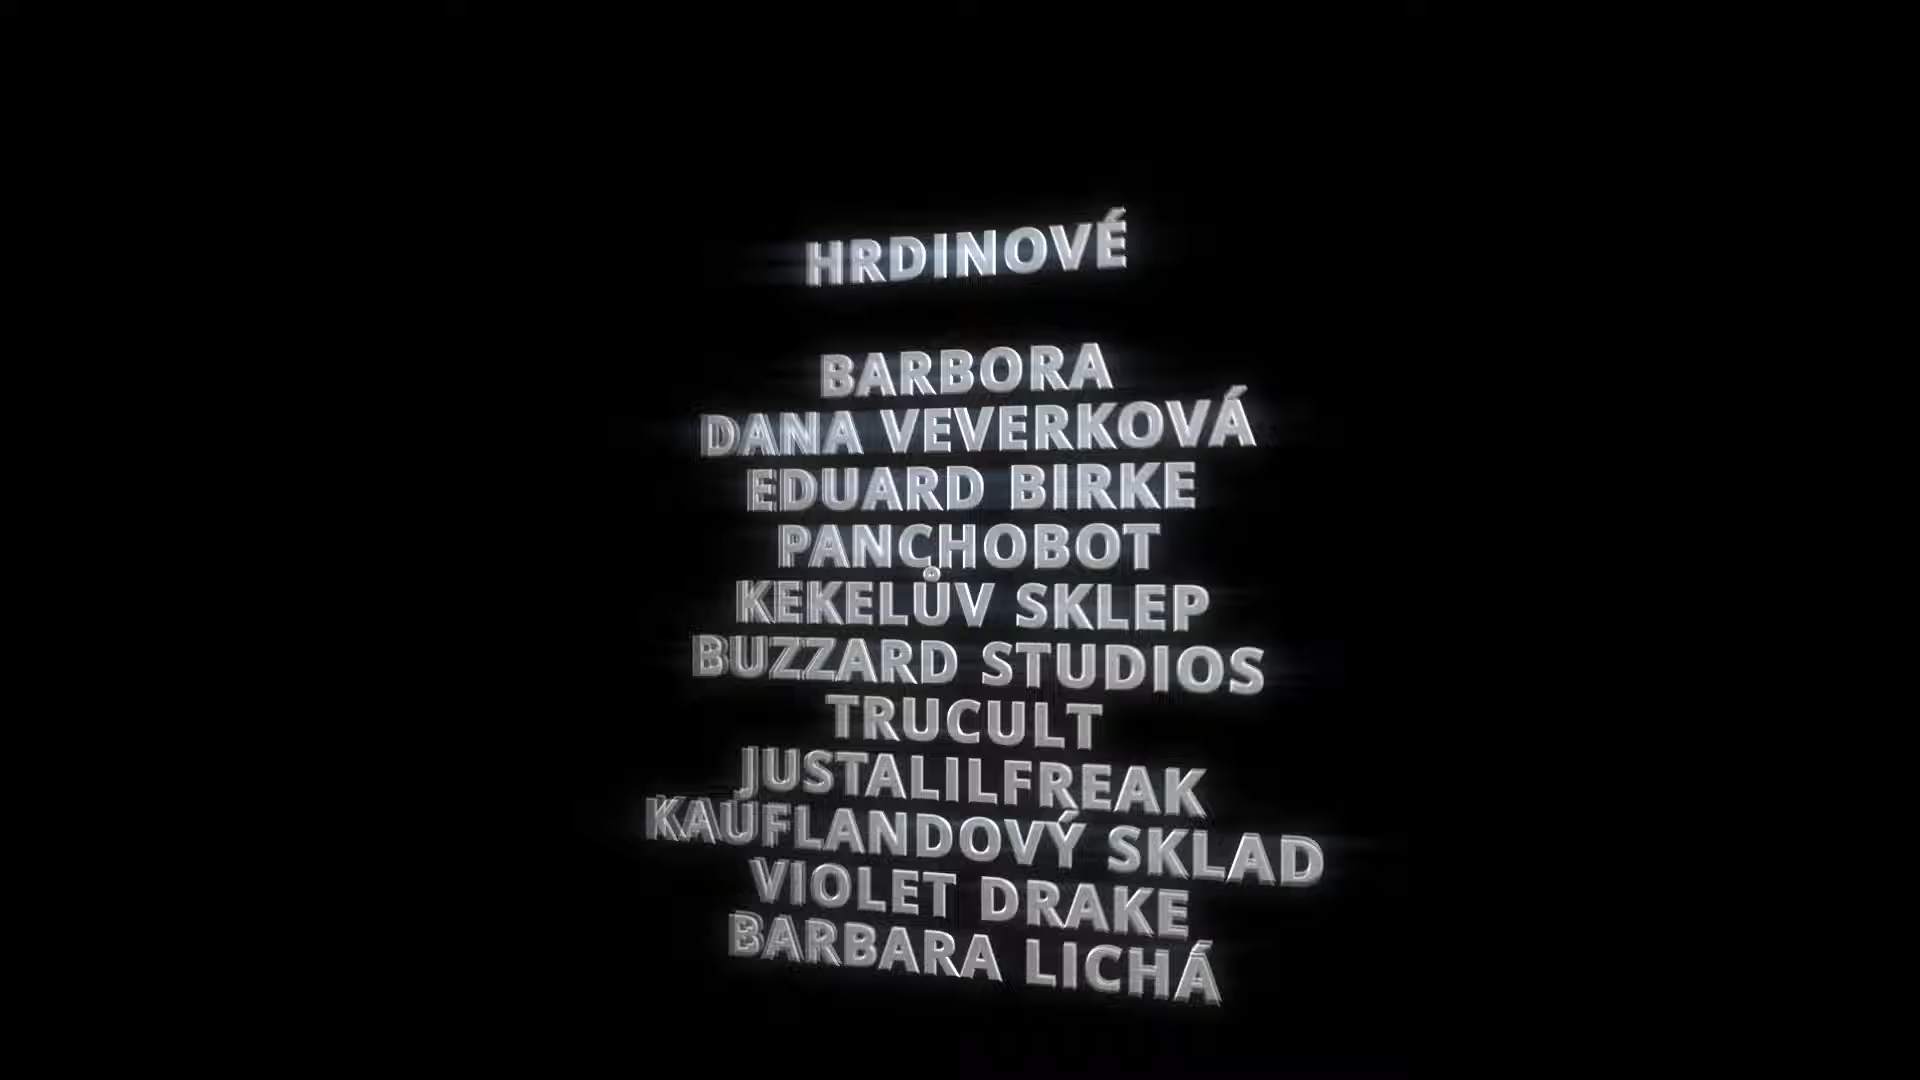 HRDINOVÉ
BARBORA
DANA VEVERKOVÁ
EDUARD BIRKE
PANCHOBOT
KEKELŮV SKLEP
BUZZARD STUDIOS
TRUCULT
JUSTALILFREAK
KAUFLANDOVÝ SKLAD
VIOLET DRAKE
BARBARA LICHÁ